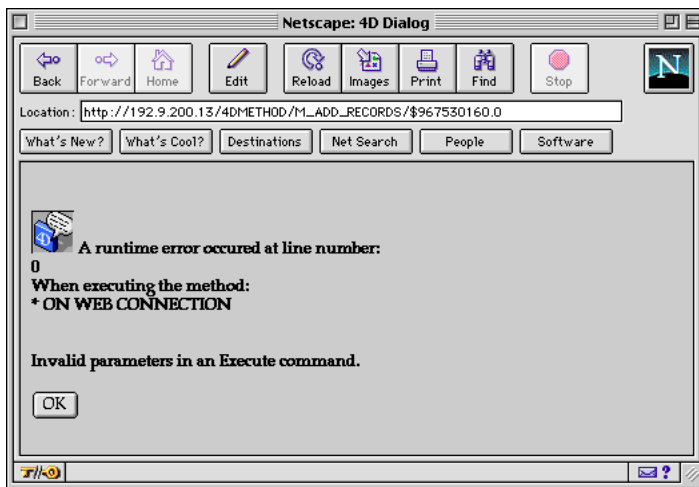 Netscape: 4D Dialog
Back Forward Home Edit Reload Images Print Find Stop
N
Location: http://192.9.200.13/4DMETHOD/M_ADD_RECORDS/$967530160.0
What's New? What's Cool? Destinations Net Search People Software
4D
A runtime error occured at line number:
0
When executing the method:
* ON WEB CONNECTION
Invalid parameters in an Execute command.
OK
?